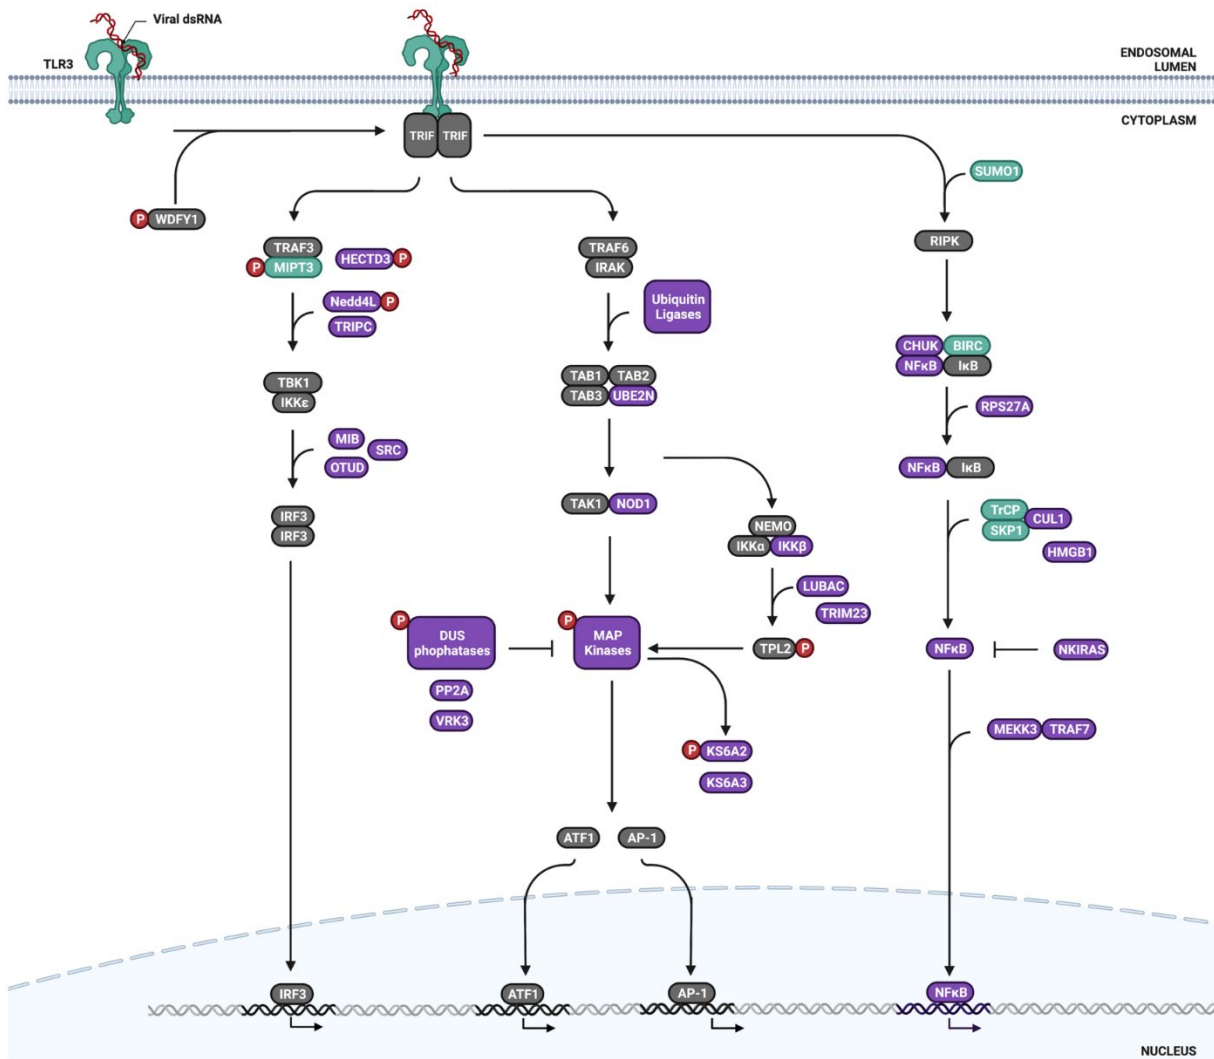 Viral dsRNA
TLR3
ENDOSOMAL
LUMEN
CYTOPLASM
TRIF TRIF
SUMO1
P WDFY1
TRAF3
P MIPT3
HECTD3 P
Nedd4L P
TRIPC
TBK1
IKKε
MIB
SRC
OTUD
IRF3
IRF3
TRAF6
IRAK
Ubiquitin
Ligases
TAB1 TAB2
TAB3 UBE2N
TAK1 NOD1
NEMO
IKKα IKKβ
LUBAC
TRIM23
P
DUS
phophatases
PP2A
VRK3
P
MAP
Kinases
TPL2 P
P KS6A2
KS6A3
ATF1 AP-1
RIPK
CHUK BIRC
NFκB IκB
RPS27A
NFκB IκB
TrCP
SKP1
CUL1
HMGB1
NFκB
NKIRAS
MEKK3 TRAF7
IRF3
ATF1
AP-1
NFκB
NUCLEUS